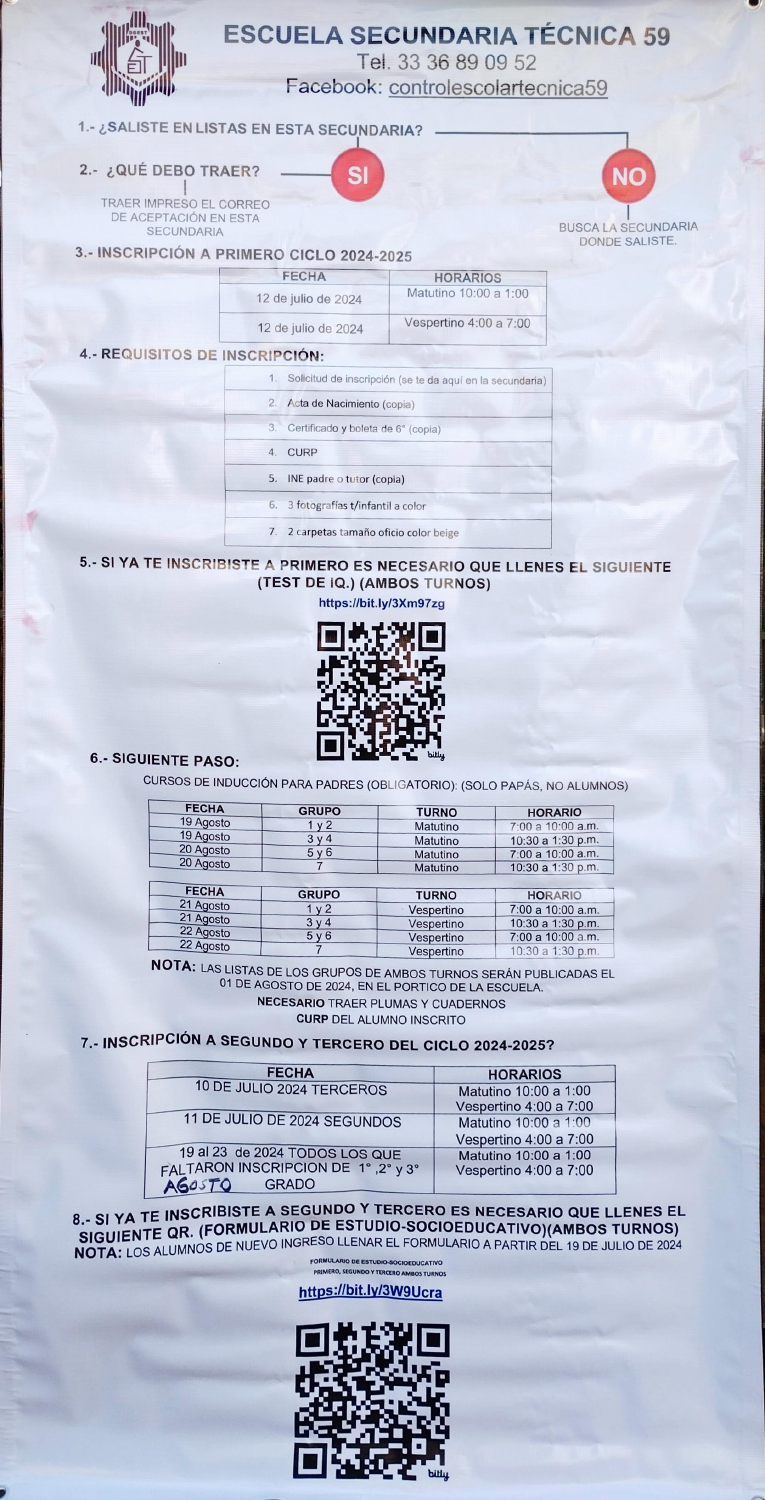 DGEST
ET
ESCUELA SECUNDARIA TÉCNICA 59
Tel. 33 36 89 09 52
Facebook: controlescolartecnica59
1.- ¿SALISTE EN LISTAS EN ESTA SECUNDARIA?
2.- ¿QUÉ DEBO TRAER?
SI
NO
TRAER IMPRESO EL CORREO
DE ACEPTACIÓN EN ESTA
SECUNDARIA
BUSCA LA SECUNDARIA
DONDE SALISTE.
3.- INSCRIPCIÓN A PRIMERO CICLO 2024-2025
FECHA HORARIOS
12 de julio de 2024 Matutino 10:00 a 1:00
12 de julio de 2024 Vespertino 4:00 a 7:00
4.- REQUISITOS DE INSCRIPCIÓN:
1. Solicitud de inscripción (se te da aquí en la secundaria)
2. Acta de Nacimiento (copia)
3. Certificado y boleta de 6° (copia)
4. CURP
5. INE padre o tutor (copia)
6. 3 fotografías t/infantil a color
7. 2 carpetas tamaño oficio color beige
5.- SI YA TE INSCRIBISTE A PRIMERO ES NECESARIO QUE LLENES EL SIGUIENTE
(TEST DE iQ.) (AMBOS TURNOS)
https://bit.ly/3Xm97zg
bitly
6.- SIGUIENTE PASO:
CURSOS DE INDUCCIÓN PARA PADRES (OBLIGATORIO): (SOLO PAPÁS, NO ALUMNOS)
FECHA GRUPO TURNO HORARIO
19 Agosto 1 y 2 Matutino 7:00 a 10:00 a.m.
19 Agosto 3 y 4 Matutino 10:30 a 1:30 p.m.
20 Agosto 5 y 6 Matutino 7:00 a 10:00 a.m.
20 Agosto 7 Matutino 10:30 a 1:30 p.m.
FECHA GRUPO TURNO HORARIO
21 Agosto 1 y 2 Vespertino 7:00 a 10:00 a.m.
21 Agosto 3 y 4 Vespertino 10:30 a 1:30 p.m.
22 Agosto 5 y 6 Vespertino 7:00 a 10:00 a.m.
22 Agosto 7 Vespertino 10:30 a 1:30 p.m.
NOTA: LAS LISTAS DE LOS GRUPOS DE AMBOS TURNOS SERÁN PUBLICADAS EL
01 DE AGOSTO DE 2024, EN EL PORTICO DE LA ESCUELA.
NECESARIO TRAER PLUMAS Y CUADERNOS
CURP DEL ALUMNO INSCRITO
7.- INSCRIPCIÓN A SEGUNDO Y TERCERO DEL CICLO 2024-2025?
FECHA HORARIOS
10 DE JULIO 2024 TERCEROS Matutino 10:00 a 1:00
Vespertino 4:00 a 7:00
11 DE JULIO DE 2024 SEGUNDOS Matutino 10:00 a 1:00
Vespertino 4:00 a 7:00
19 al 23 de 2024 TODOS LOS QUE Matutino 10:00 a 1:00
FALTARON INSCRIPCION DE 1° ,2° y 3° Vespertino 4:00 a 7:00
AGOSTO GRADO
8.- SI YA TE INSCRIBISTE A SEGUNDO Y TERCERO ES NECESARIO QUE LLENES EL
SIGUIENTE QR. (FORMULARIO DE ESTUDIO-SOCIOEDUCATIVO)(AMBOS TURNOS)
NOTA: LOS ALUMNOS DE NUEVO INGRESO LLENAR EL FORMULARIO A PARTIR DEL 19 DE JULIO DE 2024
FORMULARIO DE ESTUDIO-SOCIOEDUCATIVO
PRIMERO, SEGUNDO Y TERCERO AMBOS TURNOS
https://bit.ly/3W9Ucra
bitly